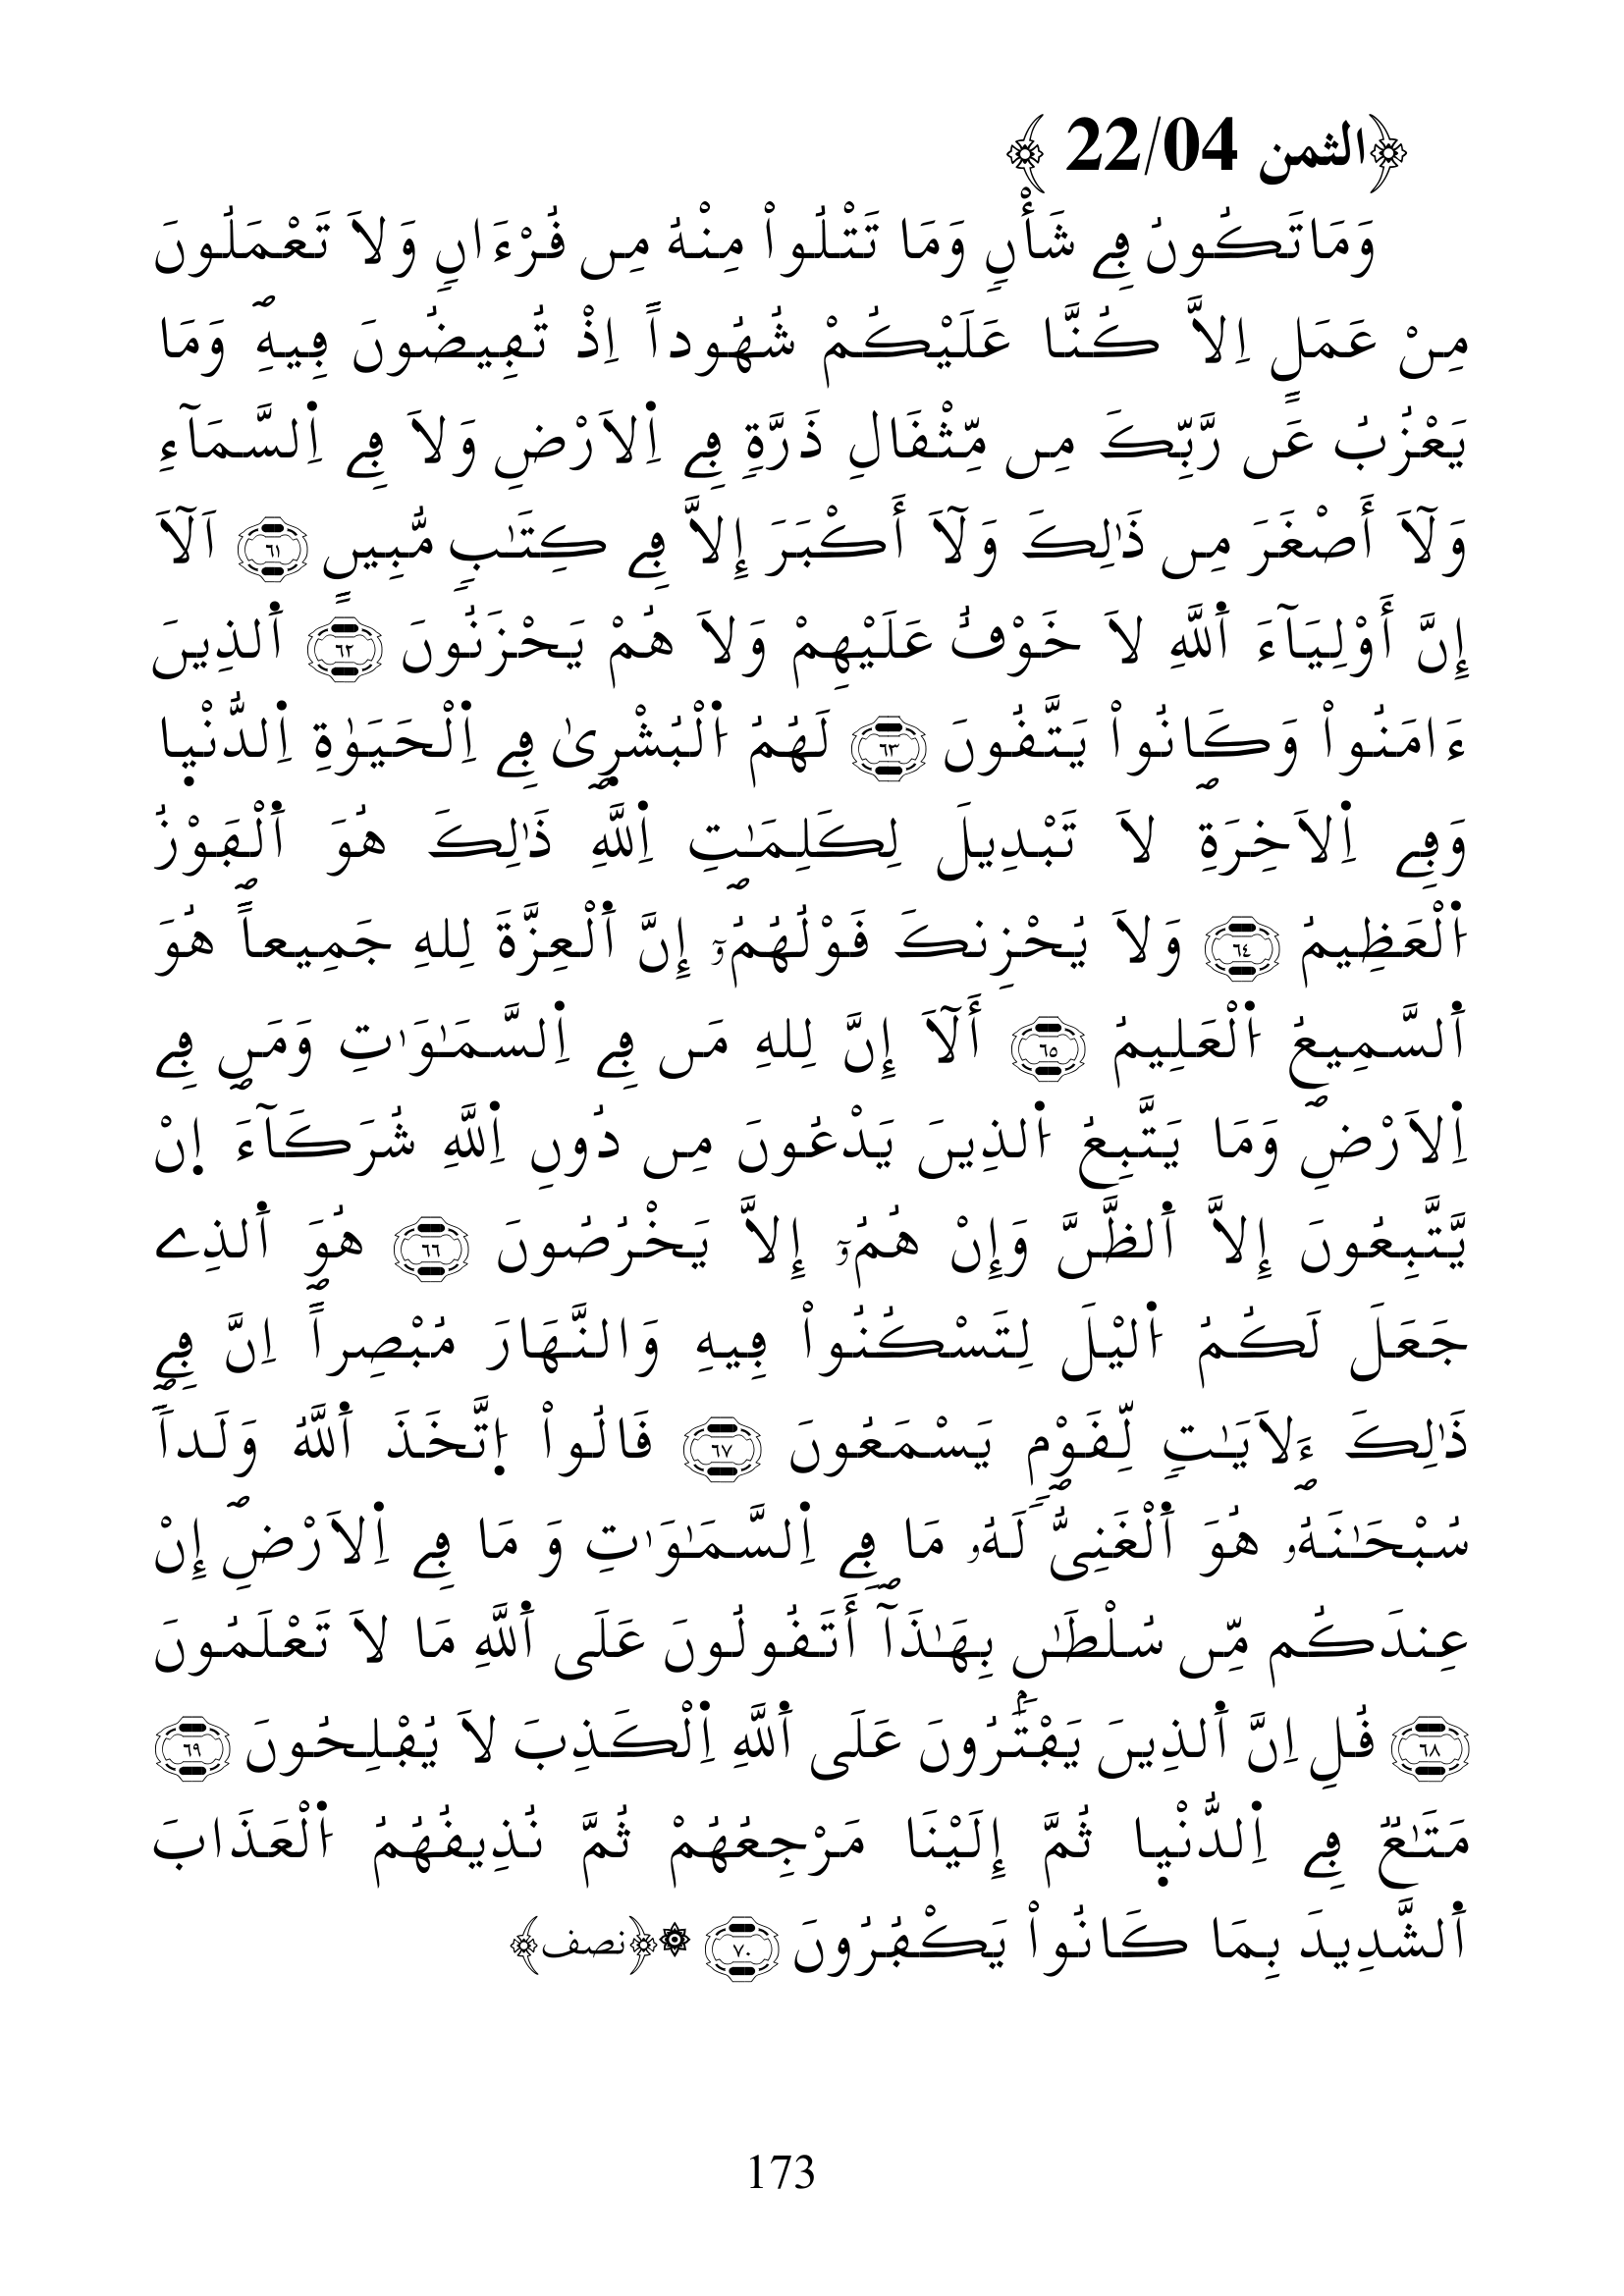 ﴿الثمن 22/04 ﴾
وَمَاتَكُونُ فِے شَأْنٖ وَمَا تَتْلُواْ مِنْهُ مِں قُرْءَانٖ وَلاَ تَعْمَلُونَ
مِنْ عَمَلٍ اِلاَّ كُنَّا عَلَيْكُمْ شُهُوداً اِذْ تُفِيضُونَ فِيهِۖ وَمَا
يَعْزُبُ عَں رَّبِّكَ مِں مِّثْقَالِ ذَرَّةٖ فِے اِ۬لاَرْضِ وَلاَ فِے اِ۬لسَّمَآءِ
وَلَآ أَصْغَرَ مِں ذَٰلِكَ وَلَآ أَكْبَرَ إِلاَّ فِے كِتَٰبٖ مُّبِيںٍ ٦١ اَلَآ
إِنَّ أَوْلِيَآءَ اَ۬للَّهِ لاَ خَوْفٌ عَلَيْهِمْ وَلاَ هُمْ يَحْزَنُونَ ٦٢ اَ۬لذِينَ
ءَامَنُواْ وَكَانُواْ يَتَّقُونَ ٦٣ لَهُمُ اُ۬لْبُشْر۪ىٰ فِے اِ۬لْحَيَوٰةِ اِ۬لدُّنْي۪ا
وَفِے اِ۬لاَخِرَةِۖ لاَ تَبْدِيلَ لِكَلِمَٰتِ اِ۬للَّهِۖ ذَٰلِكَ هُوَ اَ۬لْفَوْزُ
اُ۬لْعَظِيمُ ٦٤ وَلاَ يُحْزِنكَ قَوْلُهُمُۥٓ إِنَّ اَ۬لْعِزَّةَ لِلهِ جَمِيعاًۖ هُوَ
اَ۬لسَّمِيعُ اُ۬لْعَلِيمُ ٦٥ أَلَآ إِنَّ لِلهِ مَں فِے اِ۬لسَّمَٰوَٰتِ وَمَں فِے
اِ۬لاَرْضِۖ وَمَا يَتَّبِعُ اُ۬لذِينَ يَدْعُونَ مِں دُونِ اِ۬للَّهِ شُرَكَآءَ ا۪نْ
يَّتَّبِعُونَ إِلاَّ اَ۬لظَّںَّ وَإِنْ هُمُۥٓ إِلاَّ يَخْرُصُونَ ٦٦ هُوَ اَ۬لذِے
جَعَلَ لَكُمُ اُ۬ليْلَ لِتَسْكُنُواْ فِيهِ وَالنَّهَارَ مُبْصِراًۖ اِنَّ فِے
ذَٰلِكَ ءَلاَيَٰتٖ لِّقَوْمٖ يَسْمَعُونَ ٦٧ قَالُواْ اُ۪تَّخَذَ اَ۬للَّهُ وَلَداَۗ
سُبْحَٰنَهُۥۖ هُوَ اَ۬لْغَنِىُّۖ لَهُۥ مَا فِے اِ۬لسَّمَٰوَٰتِ وَ مَا فِے اِ۬لاَرْضِۖ إِنْ
عِندَكُم مِّں سُلْطَٰںِۢ بِهَٰذَآۖ أَتَقُولُونَ عَلَى اَ۬للَّهِ مَا لاَ تَعْلَمُونَ
٦٨ قُلِ اِنَّ اَ۬لذِينَ يَفْتَرُونَ عَلَى اَ۬للَّهِ اِ۬لْكَذِبَ لاَ يُفْلِحُونَ ٦٩
مَتَٰعٌ فِے اِ۬لدُّنْي۪ا ثُمَّ إِلَيْنَا مَرْجِعُهُمْ ثُمَّ نُذِيقُهُمُ اُ۬لْعَذَابَ
اَ۬لشَّدِيدَ بِمَا كَانُواْ يَكْفُرُونَ ٧٠ ۞﴿نصف﴾
173